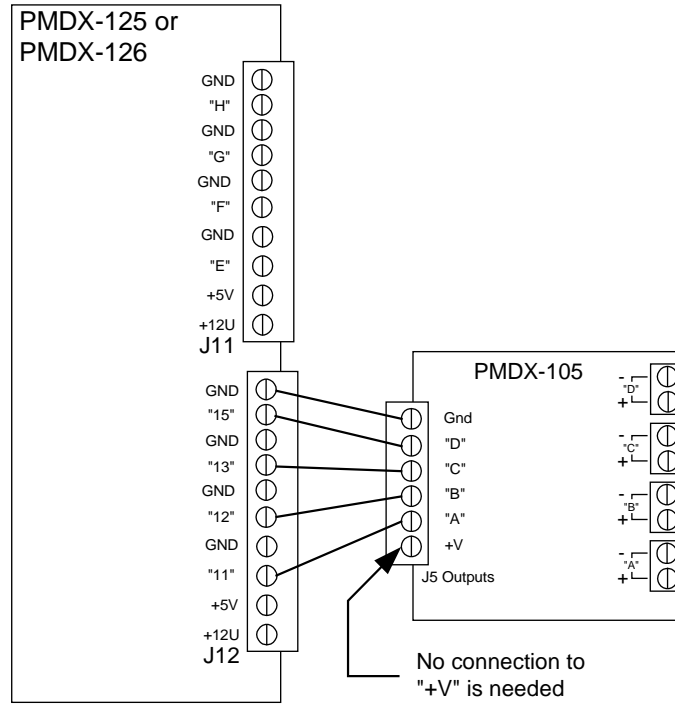 PMDX-125 or
PMDX-126
GND
"H"
GND
"G"
GND
"F"
GND
"E"
+5V
+12U
J11
GND
"15"
GND
"13"
GND
"12"
GND
"11"
+5V
+12U
J12
PMDX-105
Gnd
"D"
"C"
"B"
"A"
+V
J5 Outputs
-
"D"
+
-
"C"
+
-
"B"
+
-
"A"
+
No connection to
"+V" is needed